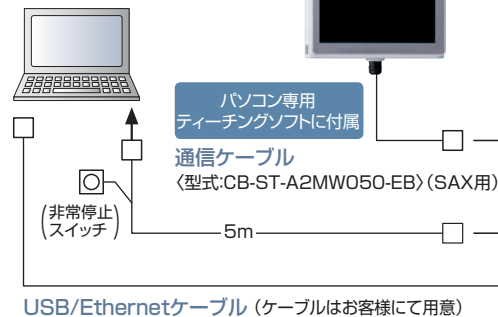 パソコン専用
ティーチングソフトに付属
通信ケーブル
〈型式:CB-ST-A2MW050-EB〉(SAX用)
(非常停止
スイッチ)
5m
USB/Ethernetケーブル (ケーブルはお客様にて用意)